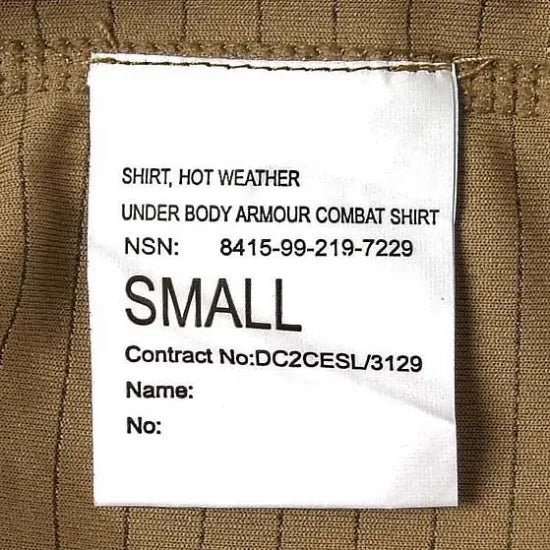 SHIRT, HOT WEATHER
UNDER BODY ARMOUR COMBAT SHIRT
NSN: 8415-99-219-7229
SMALL
Contract No:DC2CESL/3129
Name:
No: